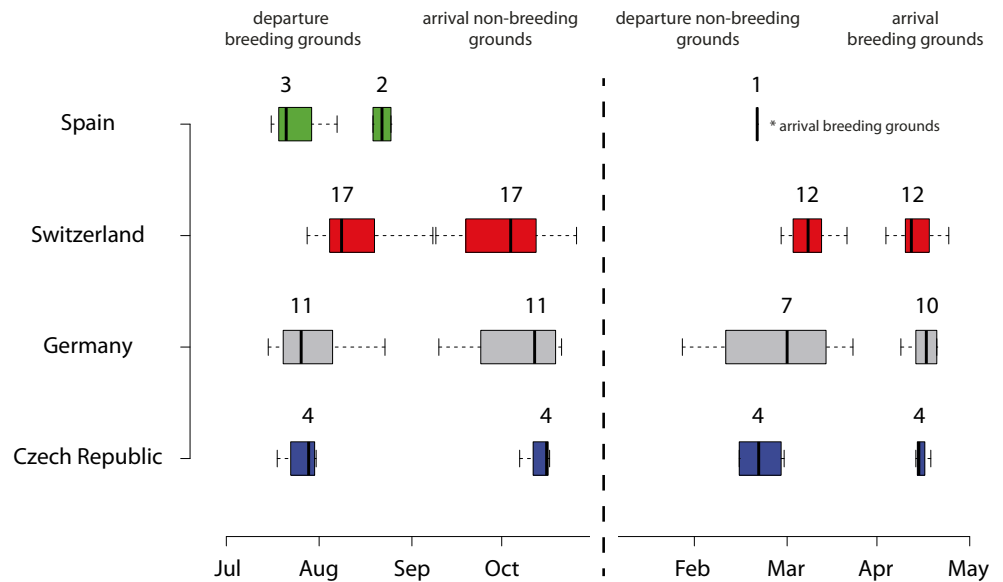 departure
breeding grounds
arrival non-breeding
grounds
departure non-breeding
grounds
arrival
breeding grounds
3
2
1
Spain
* arrival breeding grounds
17
17
12
12
Switzerland
11
11
7
10
Germany
4
4
4
4
Czech Republic
Jul
Aug
Sep
Oct
Feb
Mar
Apr
May